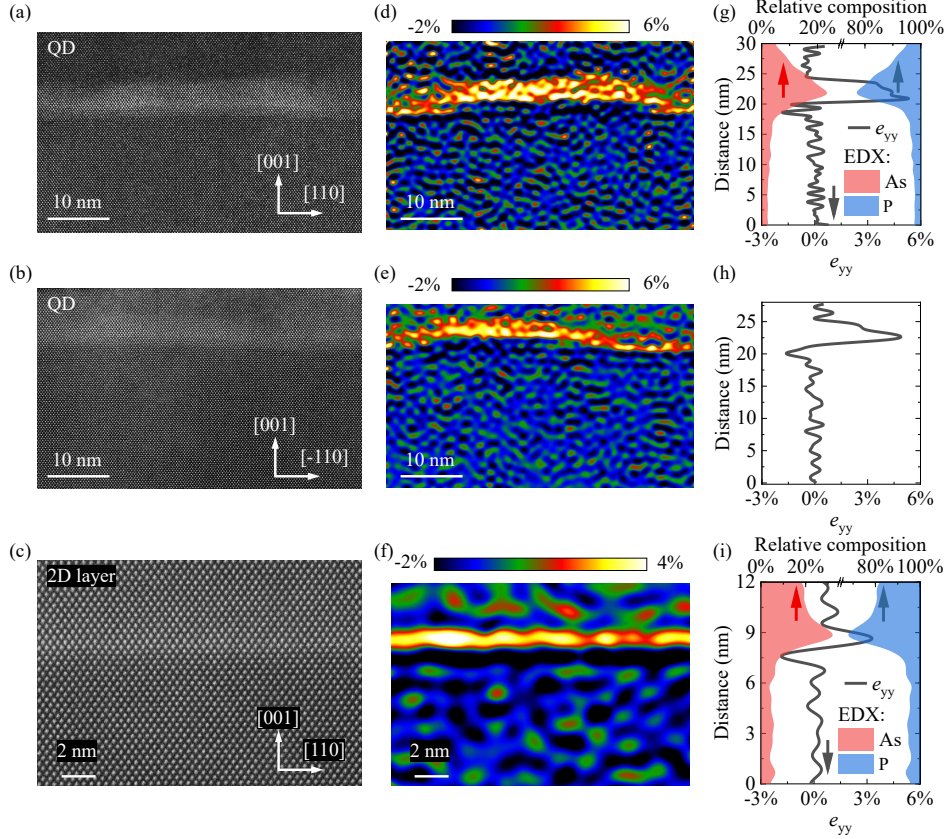 (a)
QD
[001]
[110]
10 nm
(d)
-2% 6%
10 nm
(g)
Relative composition
0% 20% 80% 100%
30
25
20
15
10
5
0
Distance (nm)
eyy
EDX:
As
P
-3% 0% 3% 6%
eyy
(b)
QD
[001]
[-110]
10 nm
(e)
-2% 6%
10 nm
(h)
25
20
15
10
5
0
Distance (nm)
-3% 0% 3% 6%
eyy
(c)
2D layer
[001]
[110]
2 nm
(f)
-2% 4%
2 nm
(i)
Relative composition
0% 20% 80% 100%
12
9
6
3
0
Distance (nm)
eyy
EDX:
As
P
-3% 0% 3% 6%
eyy